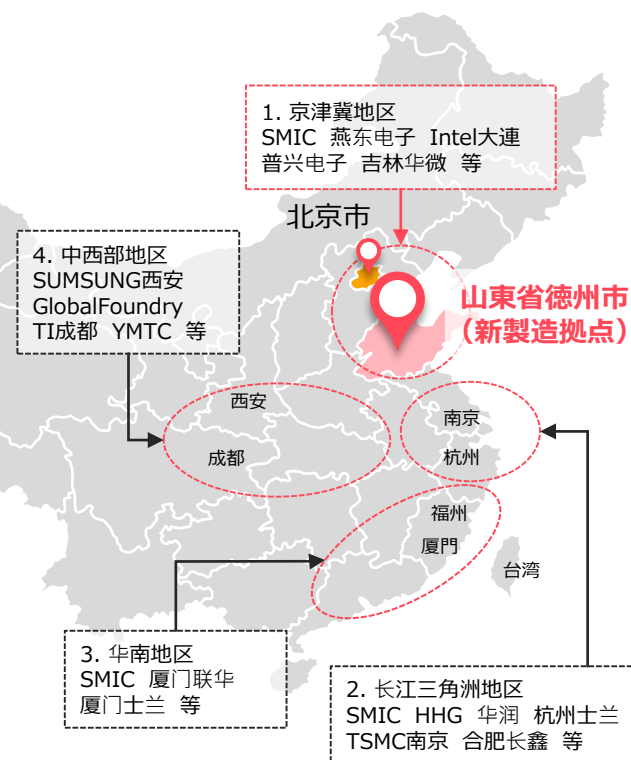 1. 京津冀地区
SMIC 燕东电子 Intel大連
普兴电子 吉林华微 等
北京市
4. 中西部地区
SUMSUNG西安
GlobalFoundry
TI成都 YMTC 等
山東省徳州市
（新製造拠点）
西安
成都
南京
杭州
福州
厦門
台湾
3. 华南地区
SMIC 厦门联华
厦门士兰 等
2. 长江三角洲地区
SMIC HHG 华润 杭州士兰
TSMC南京 合肥长鑫 等